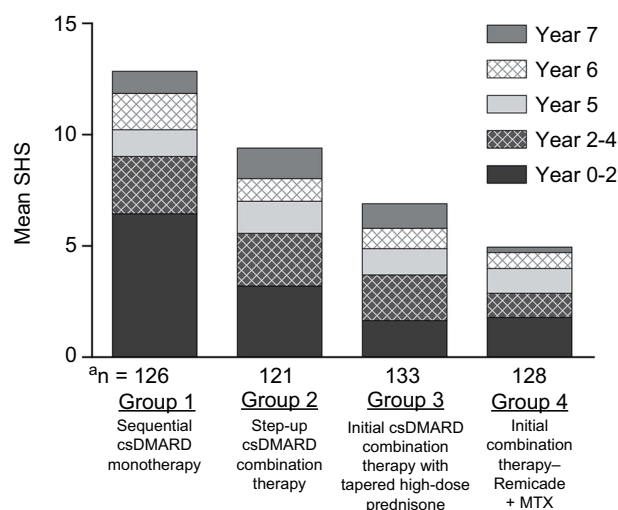 15
10
5
0
Mean SHS
Year 7
Year 6
Year 5
Year 2-4
Year 0-2
an = 126
121
133
128
Group 1
Group 2
Group 3
Group 4
Sequential
csDMARD
monotherapy
Step-up
csDMARD
combination
therapy
Initial csDMARD
combination
therapy with
tapered high-dose
prednisone
Initial
combination
therapy–
Remicade
+ MTX